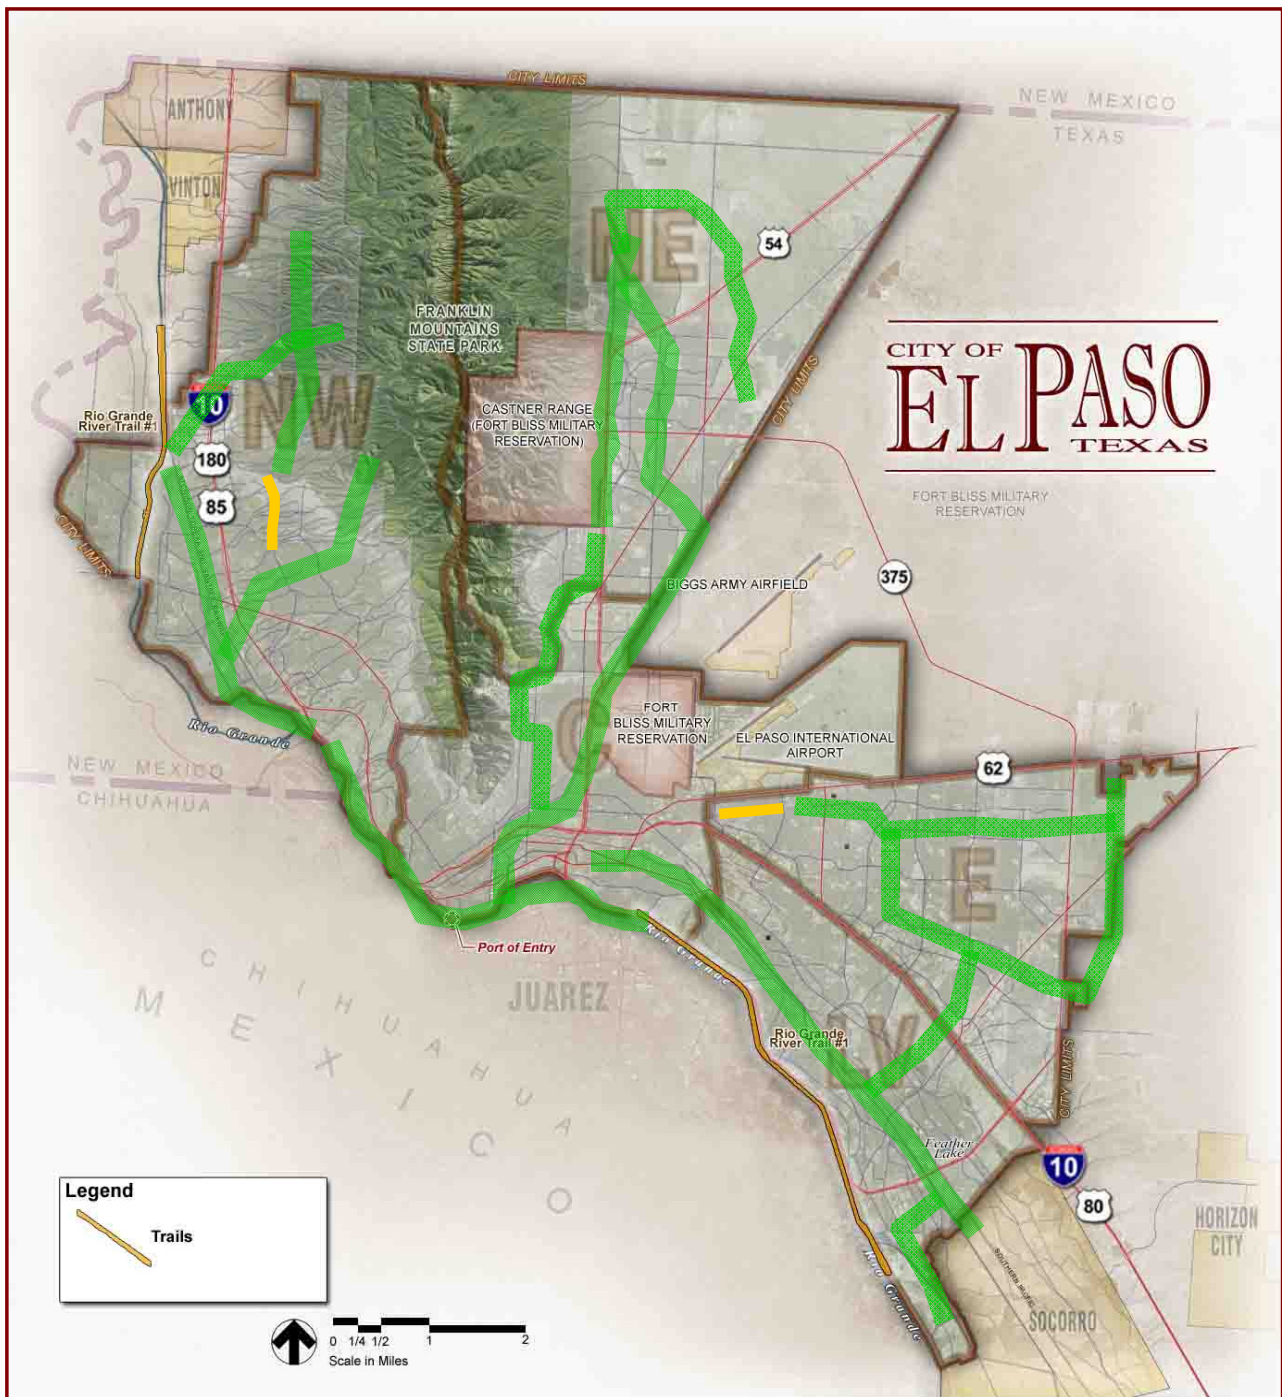 CITY LIMITS
NEW MEXICO
TEXAS
ANTHONY
VINTON
NE
54
FRANKLIN
MOUNTAINS
STATE PARK
CITY OF
EL PASO
TEXAS
CITY LIMITS
10
NW
Rio Grande
River Trail #1
CASTNER RANGE
(FORT BLISS MILITARY
RESERVATION)
180
85
FORT BLISS MILITARY
RESERVATION
CITY LIMITS
BIGGS ARMY AIRFIELD
375
Rio Grande
C
FORT
BLISS MILITARY
RESERVATION
EL PASO INTERNATIONAL
AIRPORT
62
NEW MEXICO
CHIHUAHUA
E
Port of Entry
Rio Grande
CHIHUAHUA
MEXICO
JUAREZ
Rio Grande
River Trail #1
LV
CITY LIMITS
Feather
Lake
10
80
HORIZON
CITY
Legend
Trails
Rio Grande
SOUTHERN PACIFIC
SOCORRO
0 1/4 1/2 1 2
Scale in Miles